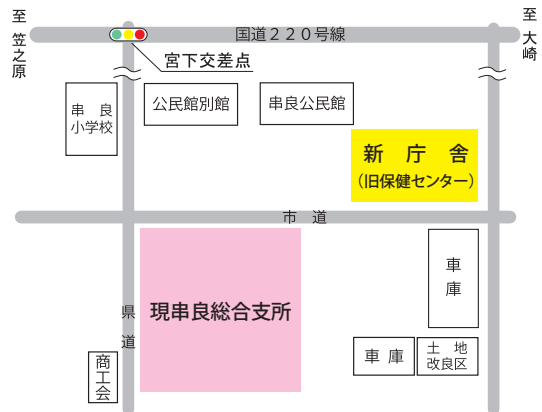 至 笠之原
国道２２０号線
至 大崎
宮下交差点
串 良
小学校
公民館別館
串良公民館
新 庁 舎
（旧保健センター）
市 道
現串良総合支所
県道
商工会
車庫
車 庫
土 地
改良区